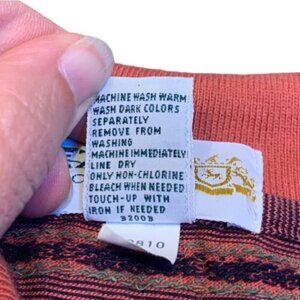 MACHINE WASH WARM
WASH DARK COLORS
SEPARATELY
REMOVE FROM
WASHING
MACHINE IMMEDIATELY
LINE DRY
ONLY NON-CHLORINE
BLEACH WHEN NEEDED
TOUCH-UP WITH
IRON IF NEEDED
9200B